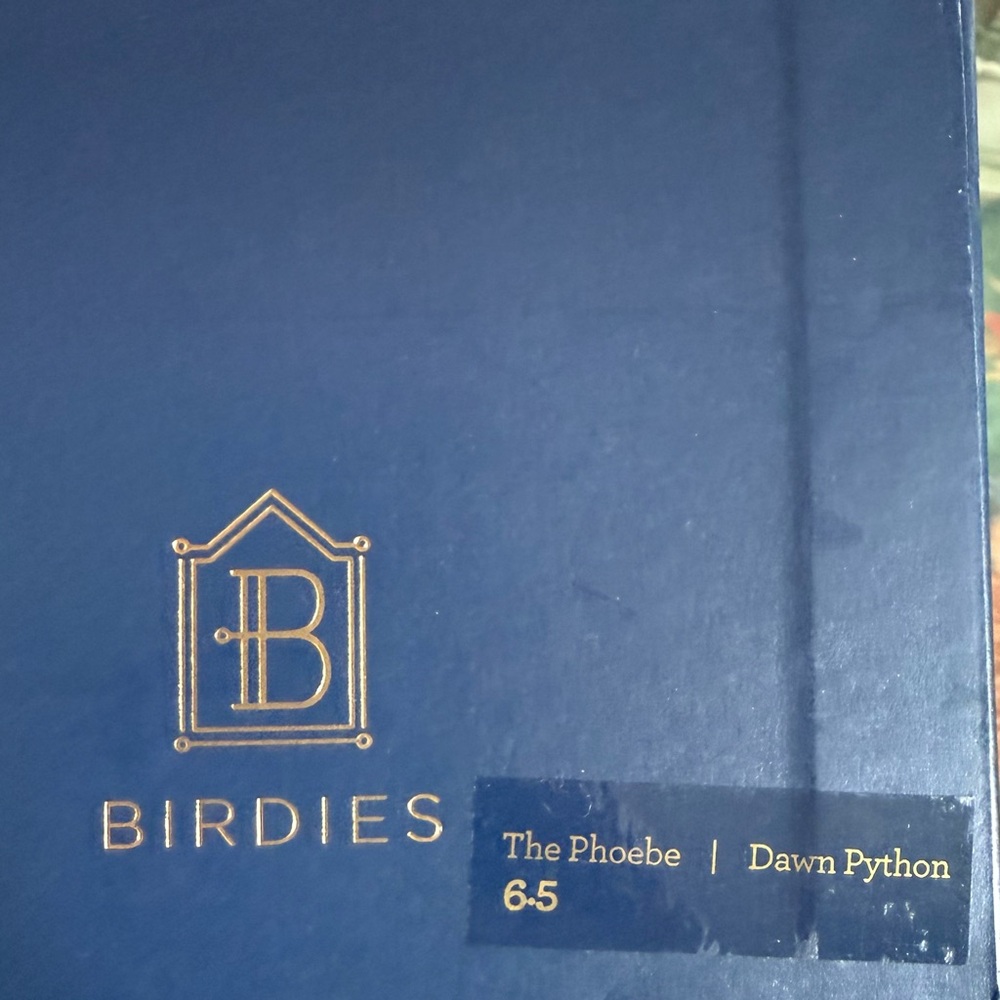 B
BIRDIES
The Phoebe | Dawn Python
6.5